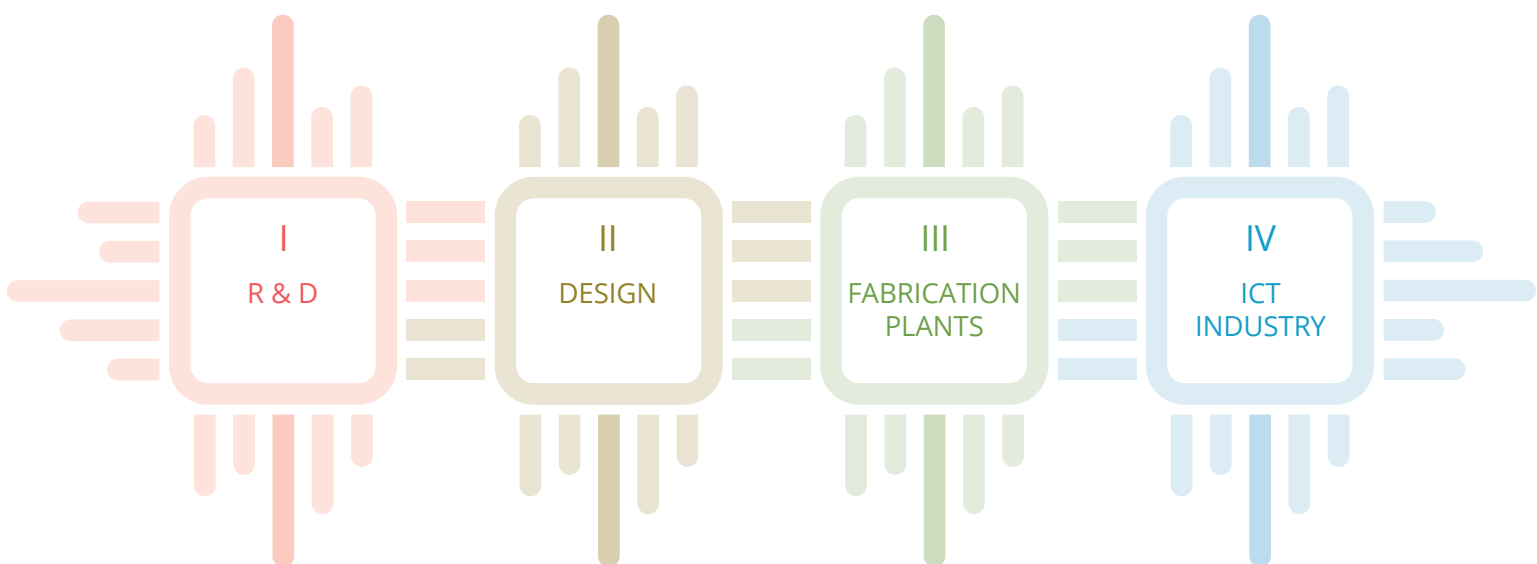 I
R & D
II
DESIGN
III
FABRICATION
PLANTS
IV
ICT
INDUSTRY